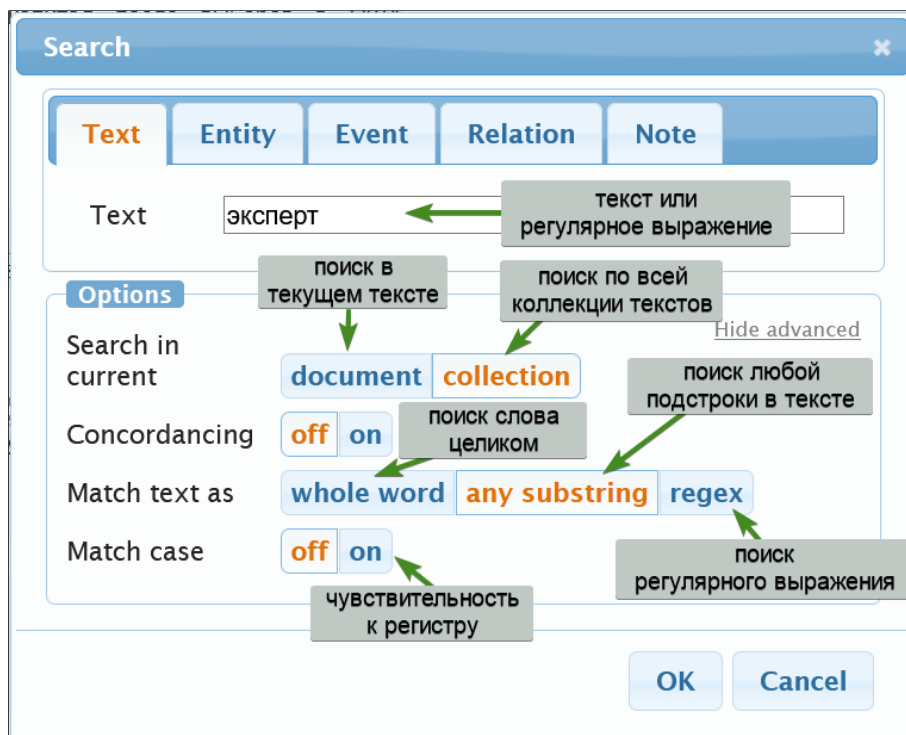 Search
Text Entity Event Relation Note
Text эксперт
текст или
регулярное выражение
поиск в
текущем тексте
поиск по всей
коллекции текстов
Options
Hide advanced
Search in
current
document collection
поиск любой
подстроки в тексте
Concordancing off on
поиск слова
целиком
Match text as whole word any substring regex
Match case off on
поиск
регулярного выражения
чувствительность
к регистру
OK Cancel